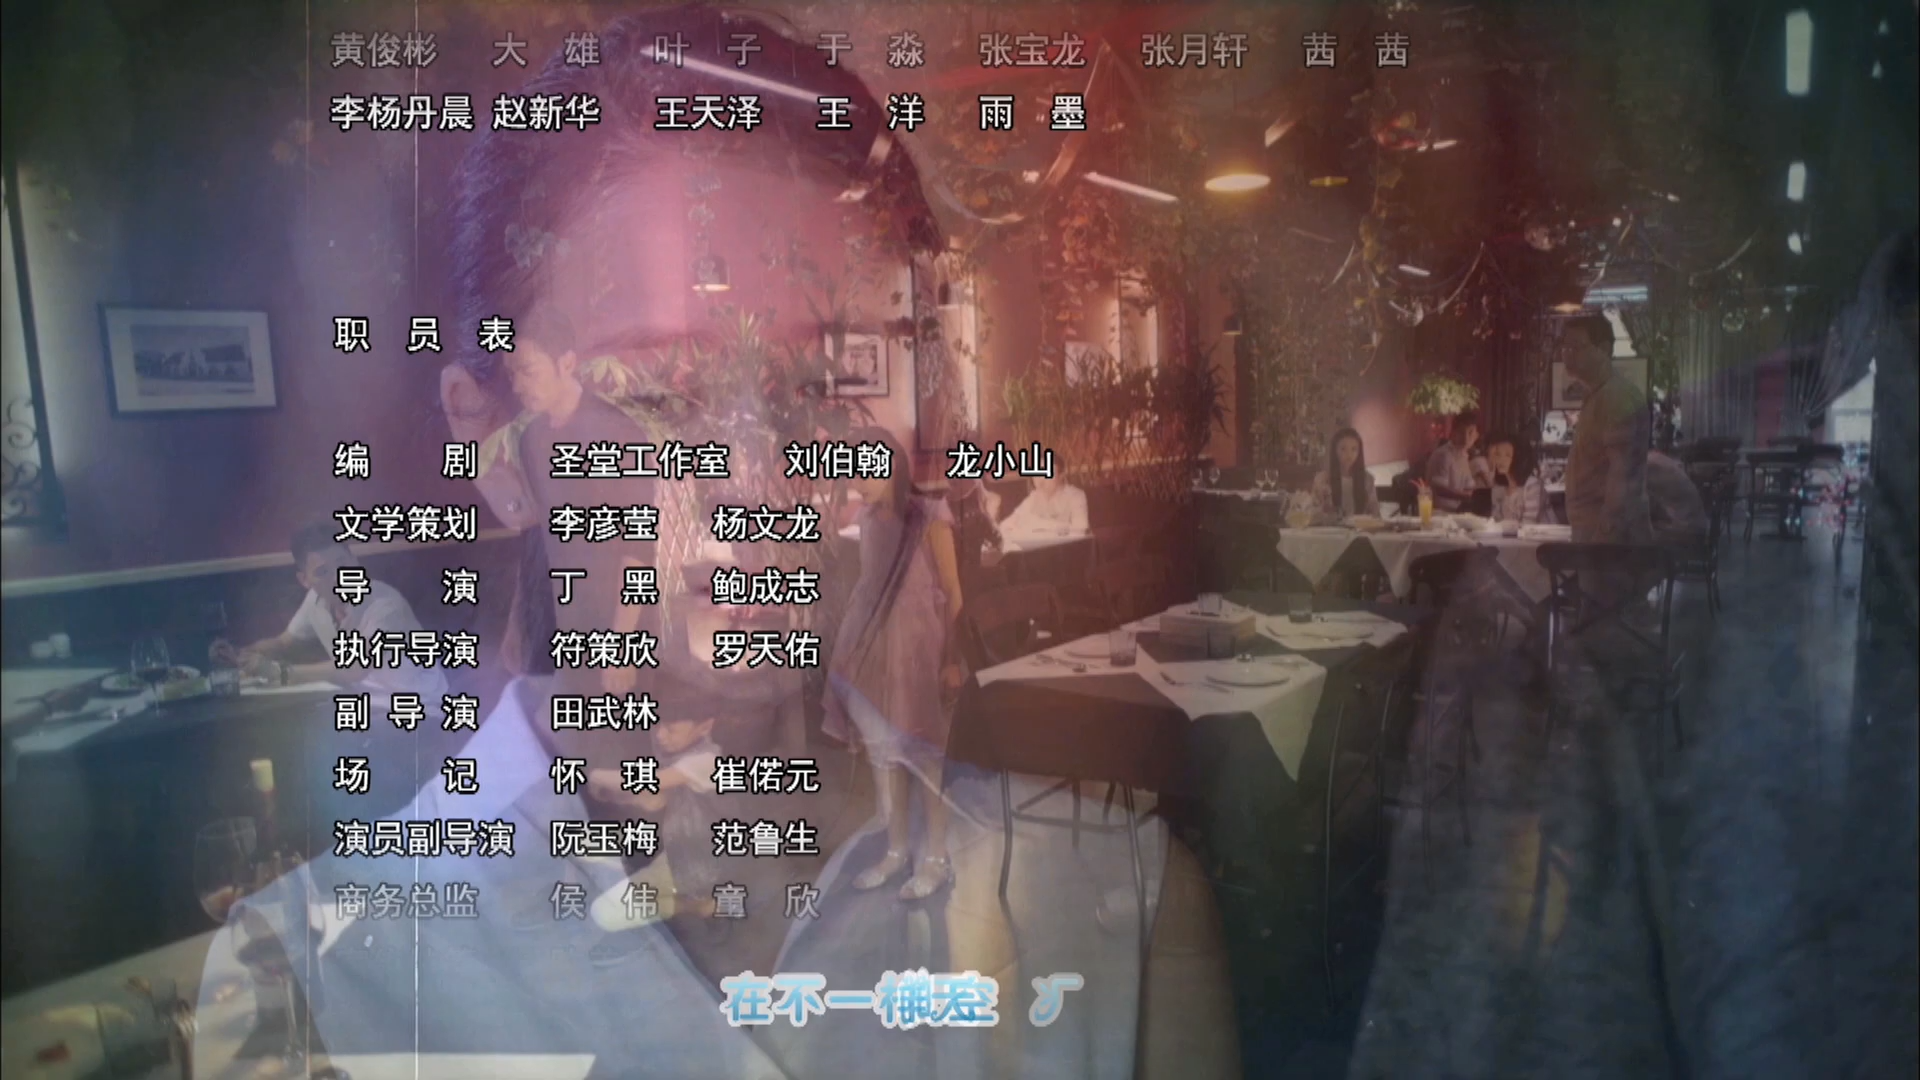 黄俊彬 大 雄 叶 子 于 淼 张宝龙 张月轩 茜 茜
李杨丹晨 赵新华 王天泽 王 洋 雨 墨
职 员 表
编 剧 圣堂工作室 刘伯翰 龙小山
文学策划 李彦莹 杨文龙
导 演 丁 黑 鲍成志
执行导演 符策欣 罗天佑
副 导 演 田武林
场 记 怀 琪 崔偌元
演员副导演 阮玉梅 范鲁生
商务总监 侯 伟 童 欣
在不一样